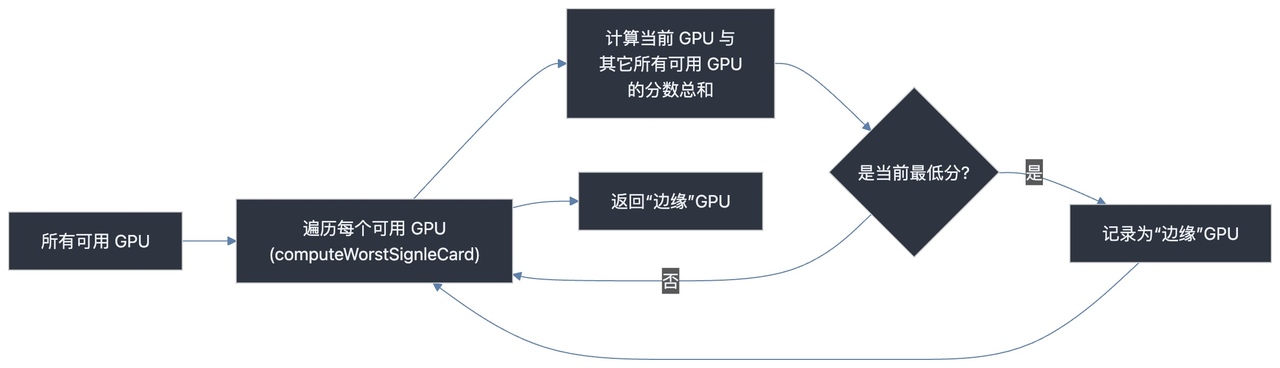 所有可用 GPU
遍历每个可用 GPU
(computeWorstSignleCard)
计算当前 GPU 与
其它所有可用 GPU
的分数总和
返回“边缘”GPU
是当前最低分?
是
否
记录为“边缘”GPU